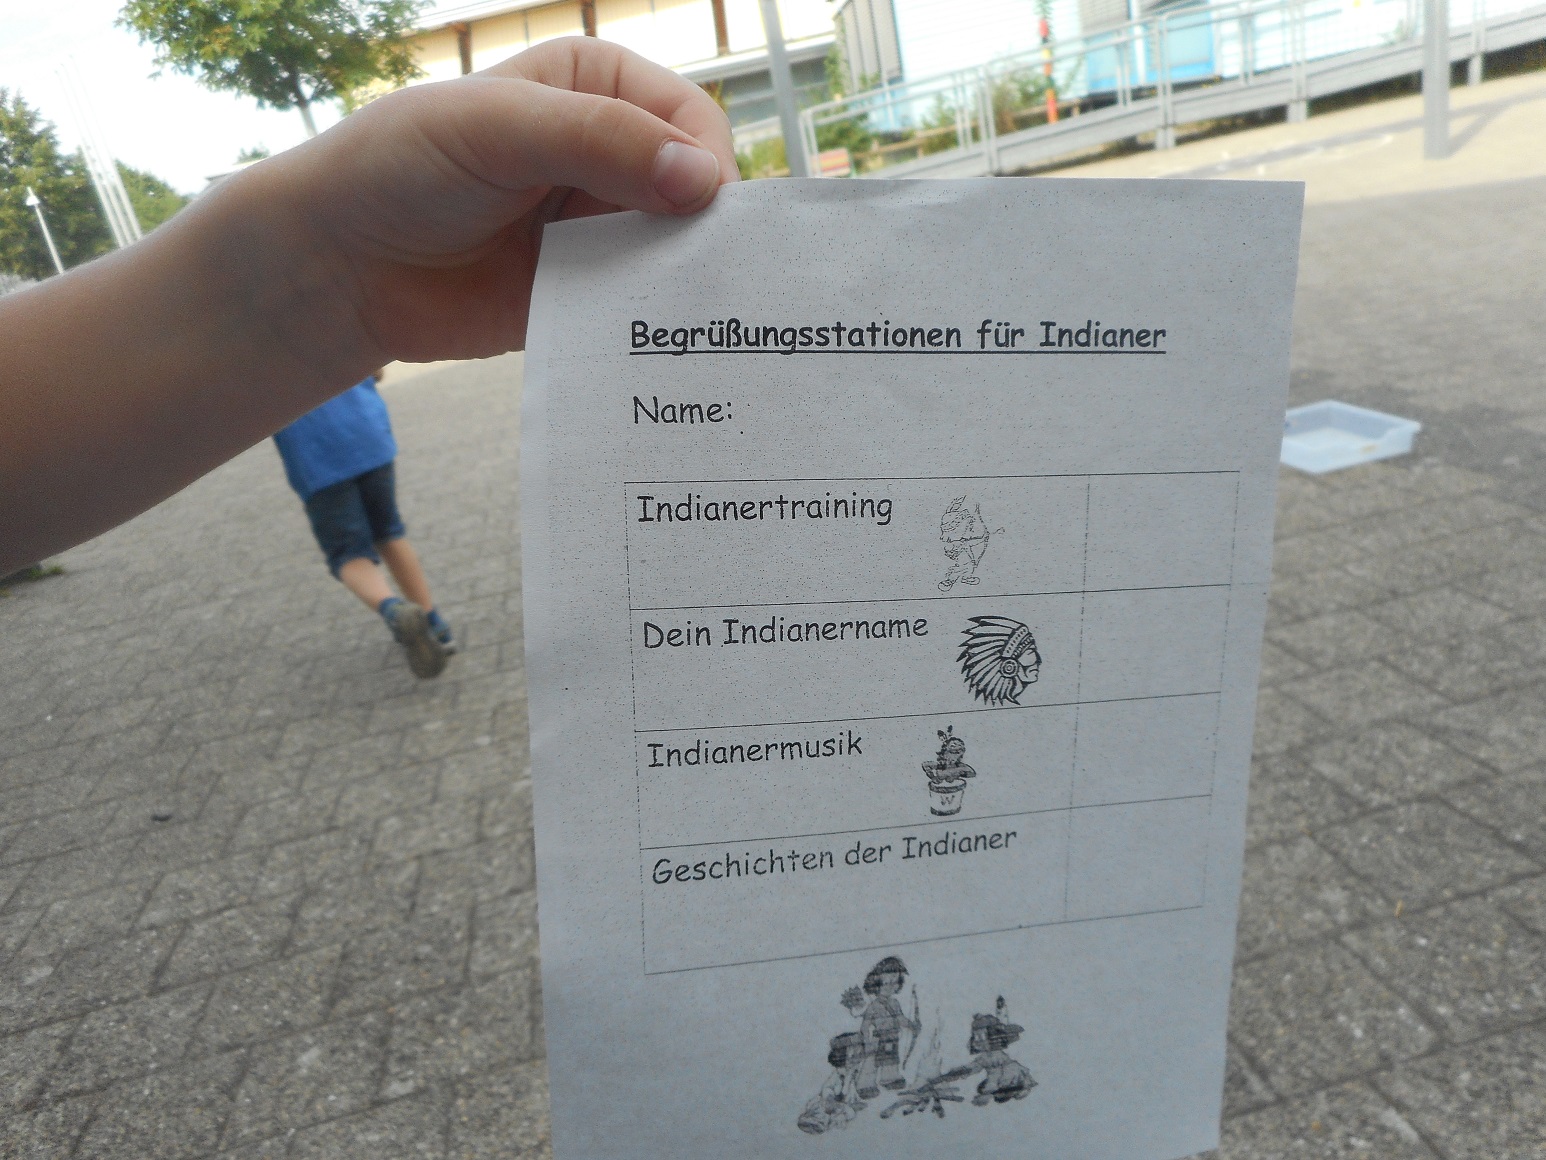 Begrüßungsstationen für Indianer
Name:
Indianertraining
Dein Indianername
Indianermusik
Geschichten der Indianer